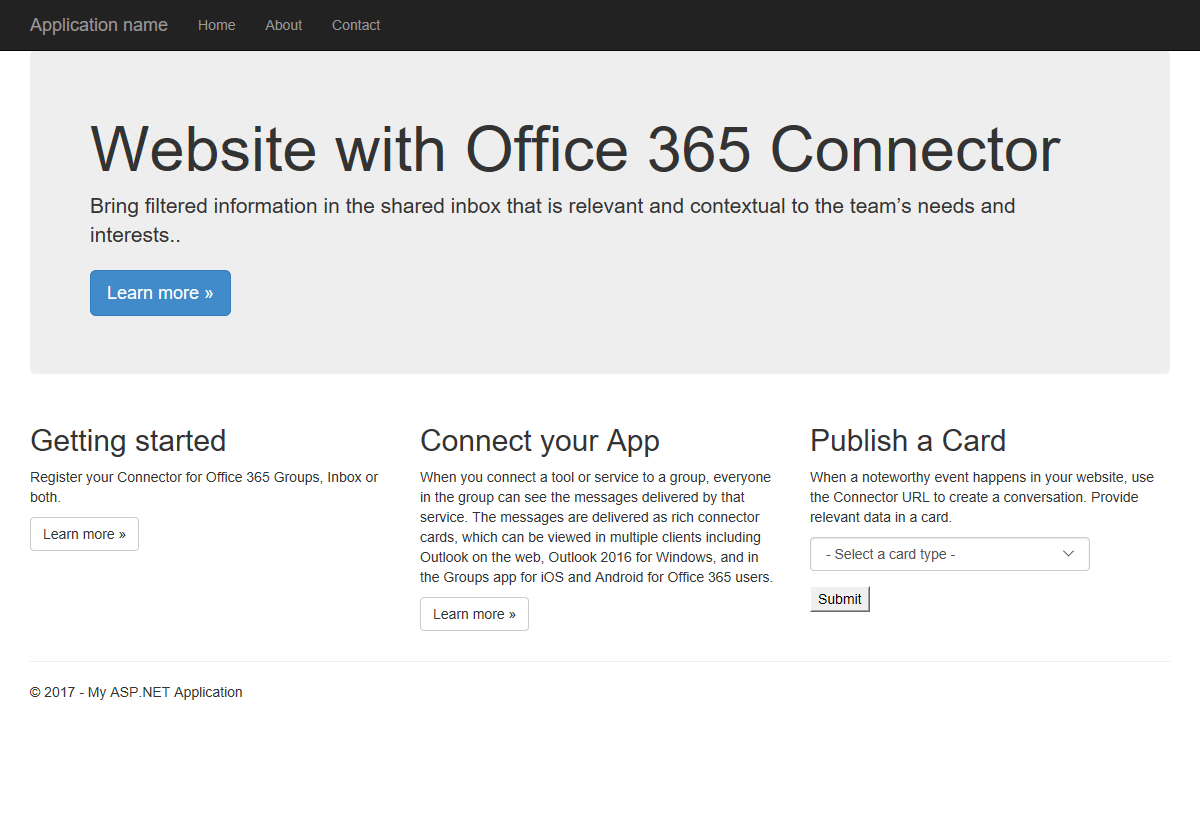 Application name Home About Contact
Website with Office 365 Connector
Bring filtered information in the shared inbox that is relevant and contextual to the team’s needs and
interests..
Learn more »
Getting started
Register your Connector for Office 365 Groups, Inbox or
both.
Learn more »
Connect your App
When you connect a tool or service to a group, everyone
in the group can see the messages delivered by that
service. The messages are delivered as rich connector
cards, which can be viewed in multiple clients including
Outlook on the web, Outlook 2016 for Windows, and in
the Groups app for iOS and Android for Office 365 users.
Learn more »
Publish a Card
When a noteworthy event happens in your website, use
the Connector URL to create a conversation. Provide
relevant data in a card.
- Select a card type -
Submit
© 2017 - My ASP.NET Application